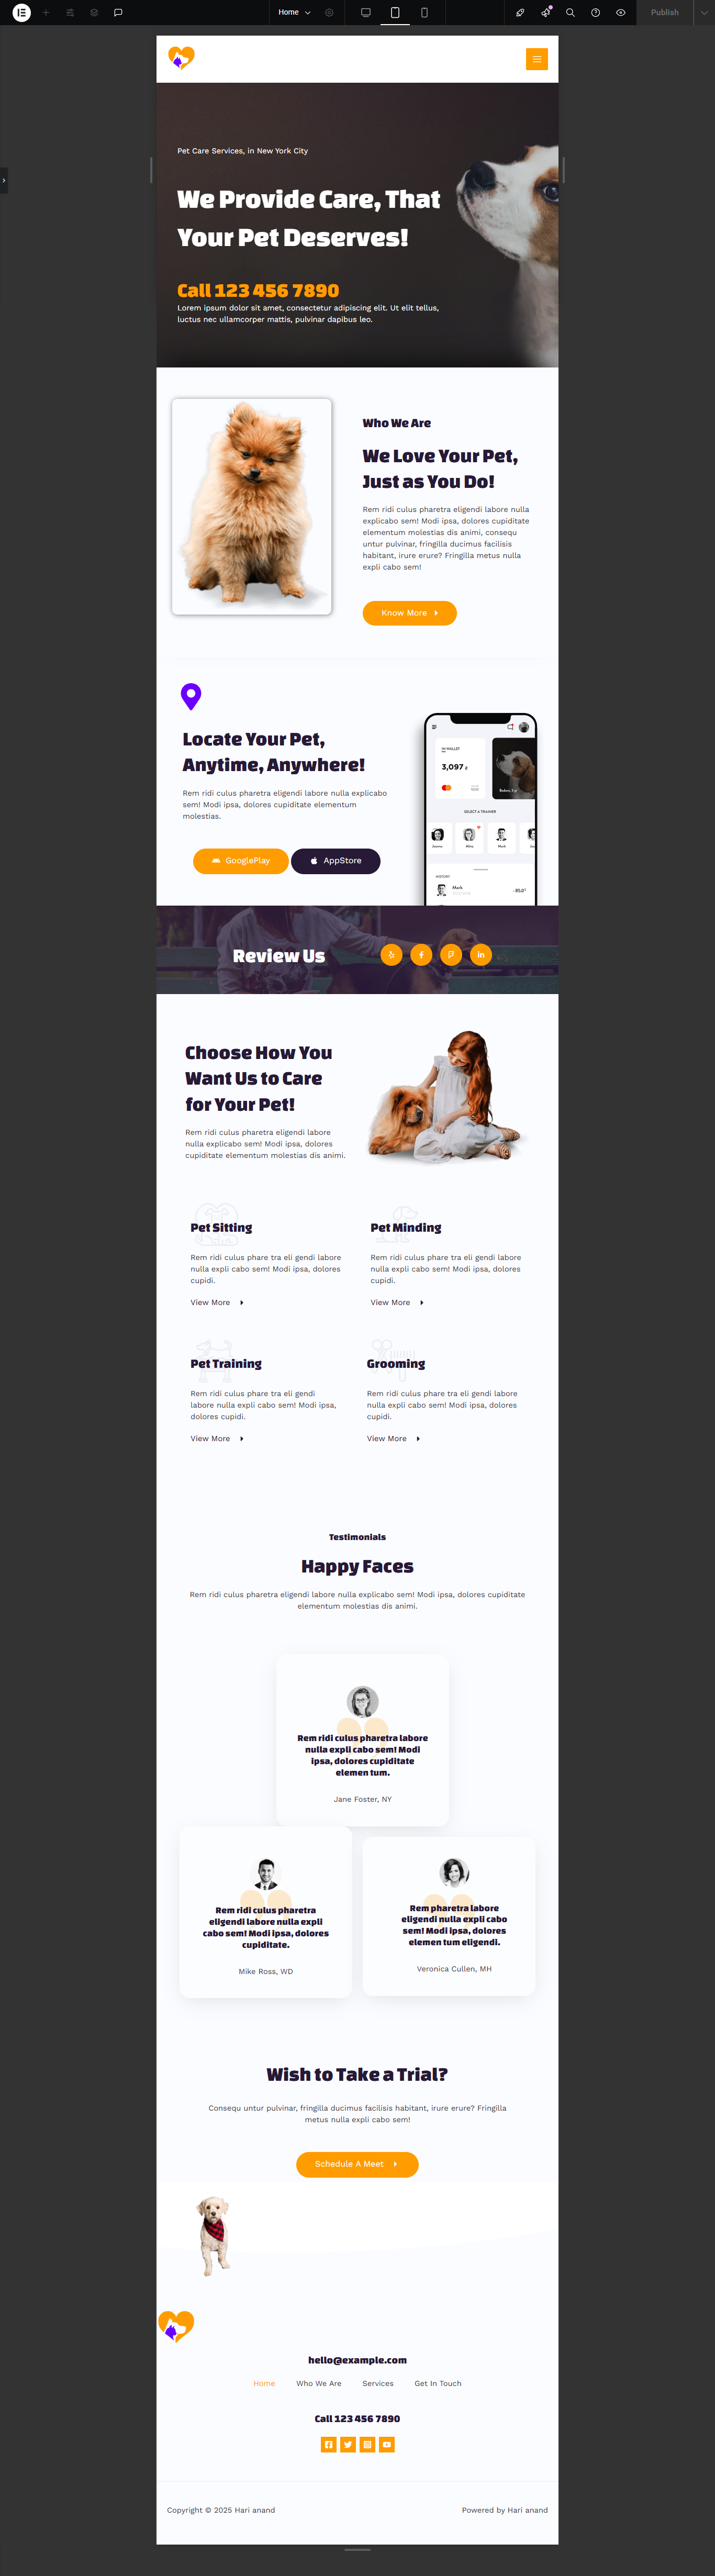 Home
Publish
Pet Care Services, in New York City
We Provide Care, That
Your Pet Deserves!
Call 123 456 7890
Lorem ipsum dolor sit amet, consectetur adipiscing elit. Ut elit tellus,
luctus nec ullamcorper mattis, pulvinar dapibus leo.
Who We Are
We Love Your Pet,
Just as You Do!
Rem ridi culus pharetra eligendi labore nulla
explicabo sem! Modi ipsa, dolores cupiditate
elementum molestias dis animi, consequ
untur pulvinar, fringilla ducimus facilisis
habitant, irure erure? Fringilla metus nulla
expli cabo sem!
Know More
Locate Your Pet,
Anytime, Anywhere!
Rem ridi culus pharetra eligendi labore nulla explicabo
sem! Modi ipsa, dolores cupiditate elementum
molestias.
GooglePlay
AppStore
IN WALLET
3,097
SELECT A TRAINER
HISTORY
Mark
Review Us
Choose How You
Want Us to Care
for Your Pet!
Rem ridi culus pharetra eligendi labore
nulla explicabo sem! Modi ipsa, dolores
cupiditate elementum molestias dis animi.
Pet Sitting
Rem ridi culus phare tra eli gendi labore
nulla expli cabo sem! Modi ipsa, dolores
cupidi.
View More
Pet Minding
Rem ridi culus phare tra eli gendi labore
nulla expli cabo sem! Modi ipsa, dolores
cupidi.
View More
Pet Training
Rem ridi culus phare tra eli gendi
labore nulla expli cabo sem! Modi ipsa,
dolores cupidi.
View More
Grooming
Rem ridi culus phare tra eli gendi labore
nulla expli cabo sem! Modi ipsa, dolores
cupidi.
View More
Testimonials
Happy Faces
Rem ridi culus pharetra eligendi labore nulla explicabo sem! Modi ipsa, dolores cupiditate
elementum molestias dis animi.
Rem ridi culus pharetra labore
nulla expli cabo sem! Modi
ipsa, dolores cupiditate
elemen tum.
Jane Foster, NY
Rem ridi culus pharetra
eligendi labore nulla expli
cabo sem! Modi ipsa, dolores
cupiditate.
Mike Ross, WD
Rem pharetra labore
eligendi nulla expli cabo
sem! Modi ipsa, dolores
elemen tum eligendi.
Veronica Cullen, MH
Wish to Take a Trial?
Consequ untur pulvinar, fringilla ducimus facilisis habitant, irure erure? Fringilla
metus nulla expli cabo sem!
Schedule A Meet
hello@example.com
Home
Who We Are
Services
Get In Touch
Call 123 456 7890
Copyright © 2025 Hari anand
Powered by Hari anand